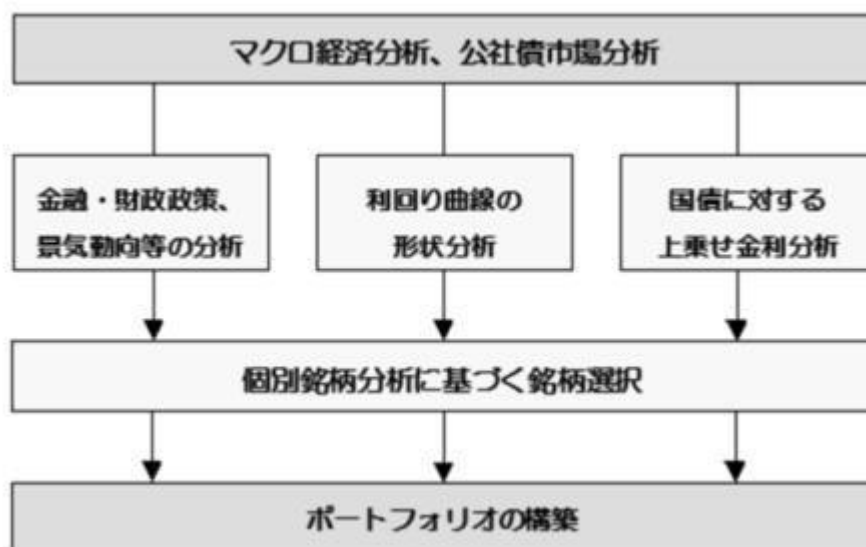 マクロ経済分析、公社債市場分析
金融・財政政策、
景気動向等の分析
利回り曲線の
形状分析
国債に対する
上乗せ金利分析
個別銘柄分析に基づく銘柄選択
ポートフォリオの構築